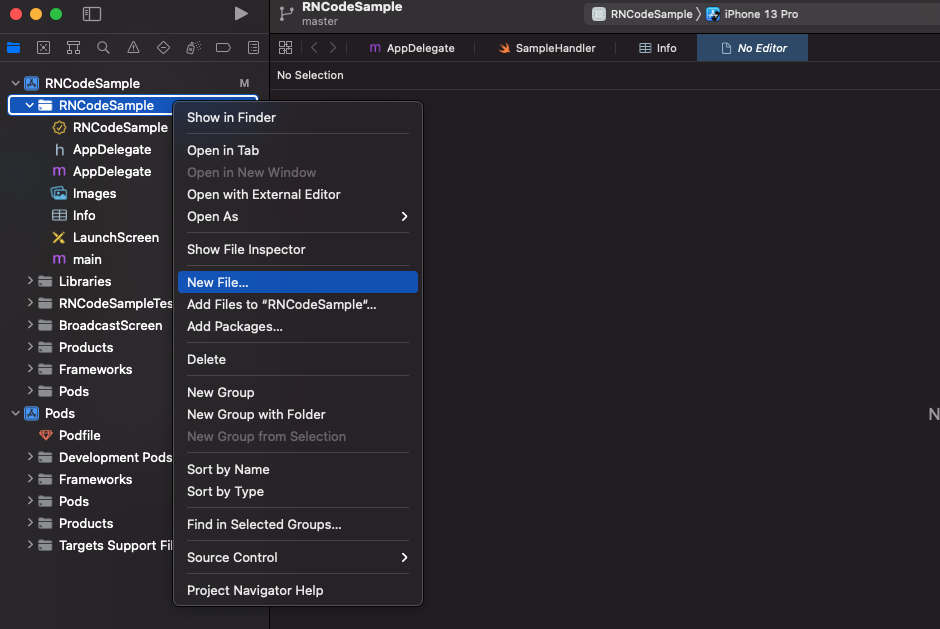 RNCodeSample
master
RNCodeSample
iPhone 13 Pro
AppDelegate
SampleHandler
Info
No Editor
No Selection
RNCodeSample
M
RNCodeSample
RNCodeSample
AppDelegate
AppDelegate
Images
Info
LaunchScreen
main
Libraries
RNCodeSampleTes
BroadcastScreen
Products
Frameworks
Pods
Pods
Podfile
Development Pods
Frameworks
Pods
Products
Targets Support Fil
Show in Finder
Open in Tab
Open in New Window
Open with External Editor
Open As
Show File Inspector
New File...
Add Files to “RNCodeSample”...
Add Packages...
Delete
New Group
New Group with Folder
New Group from Selection
Sort by Name
Sort by Type
Find in Selected Groups...
Source Control
Project Navigator Help
N